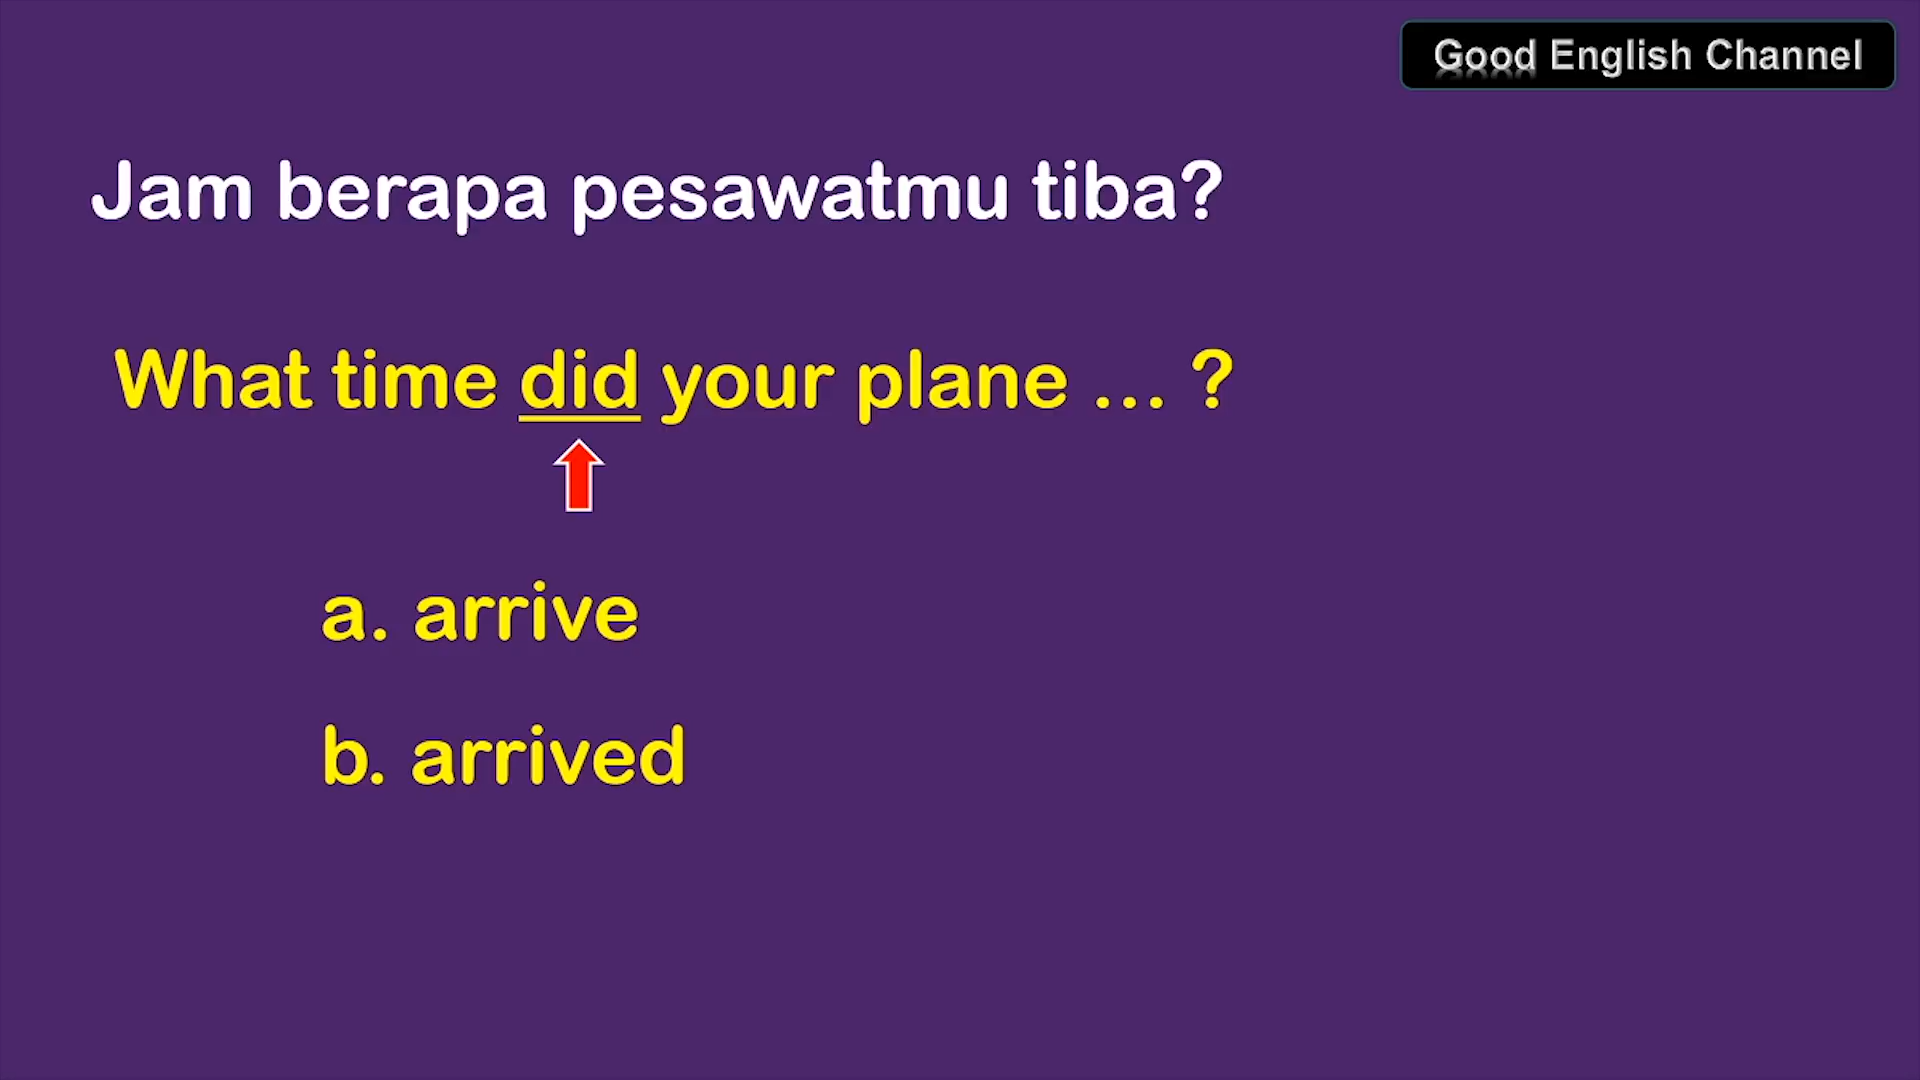 Good English Channel
Jam berapa pesawatmu tiba?
What time did your plane ... ?
a. arrive
b. arrived